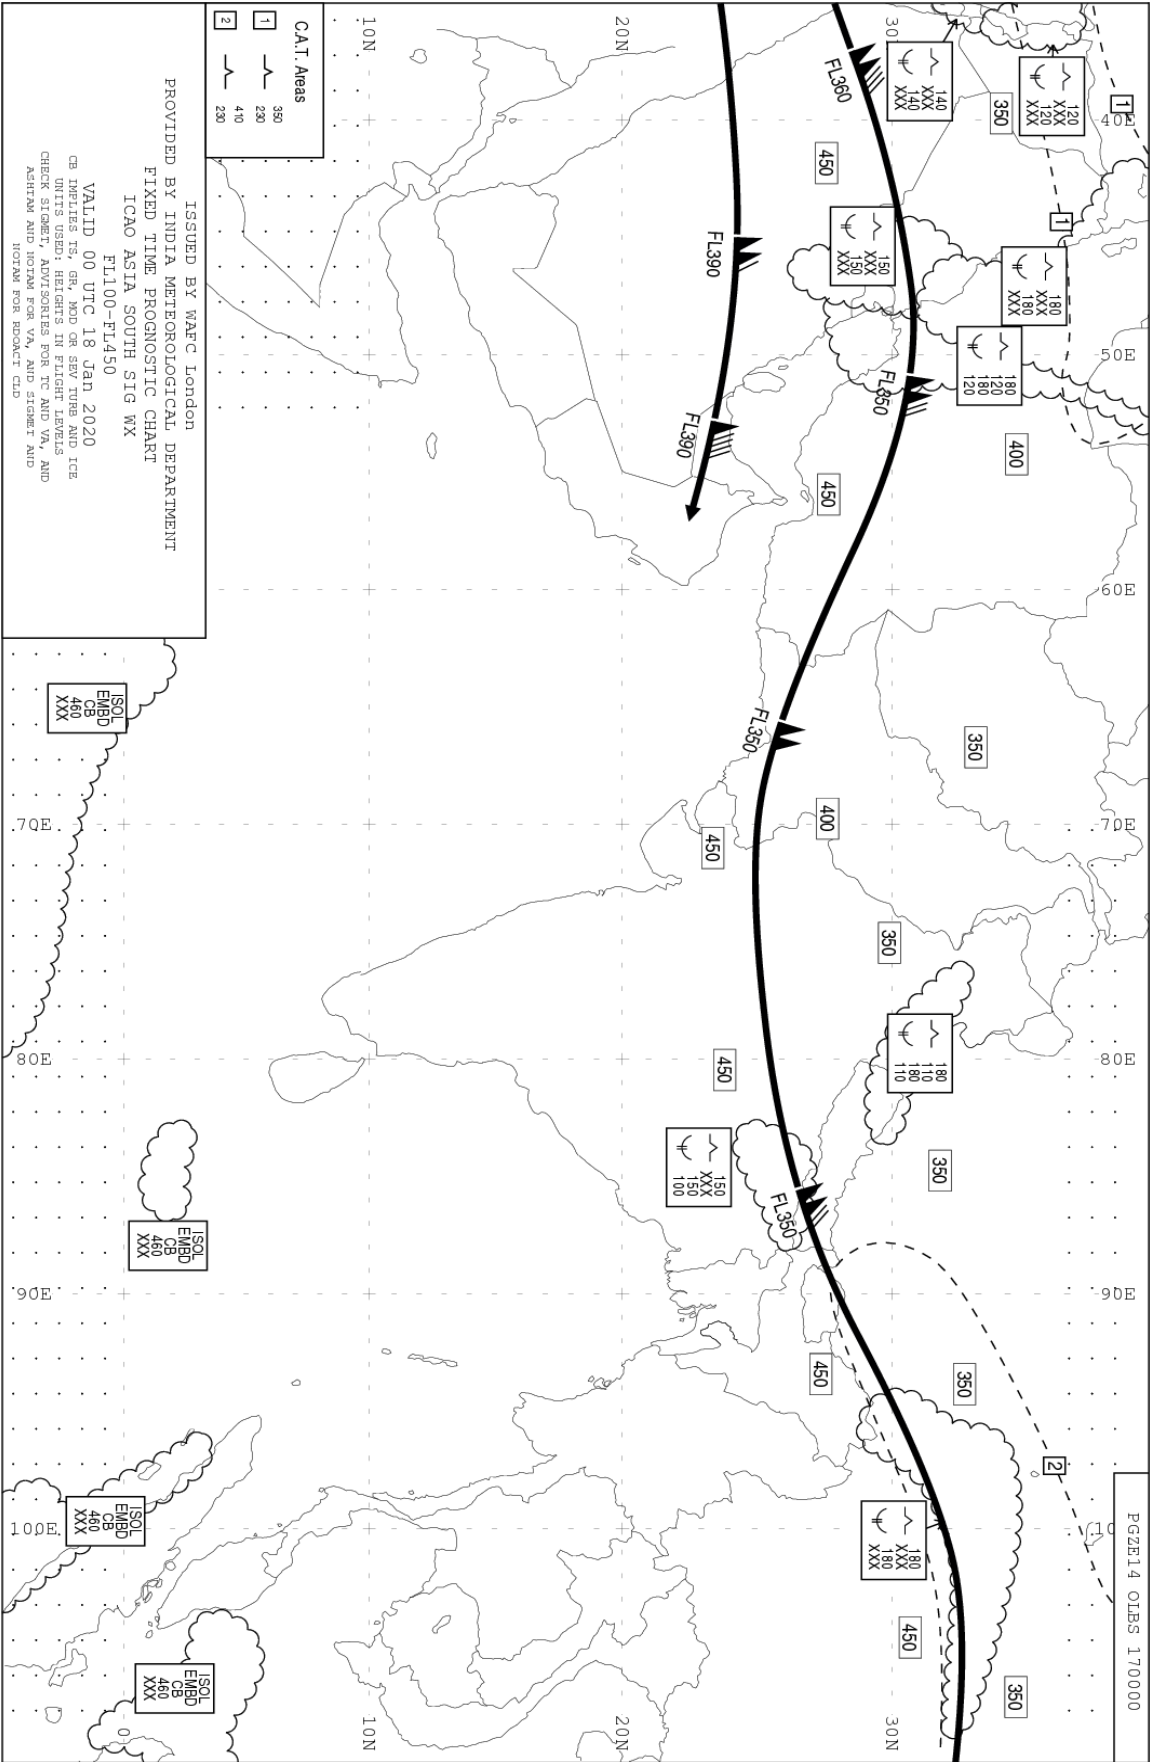 PGZE14 OLBS 170000
40E
50E
60E
70E
80E
90E
10
1
120
XXX
120
XXX
350
140
XXX
140
XXX
30
FL360
450
1
180
XXX
180
XXX
150
XXX
150
XXX
180
120
180
120
FL350
400
450
FL390
FL390
20N
10N
350
FL350
400
450
350
180
110
180
110
450
350
150
XXX
150
100
FL350
450
350
2
180
XXX
180
XXX
450
350
30N
20N
10N
0
ISOL
EMBD
CB
460
XXX
ISOL
EMBD
CB
460
XXX
ISOL
EMBD
CB
460
XXX
ISOL
EMBD
CB
460
XXX
70E
80E
90E
100E
C.A.T. Areas
1 350
230
2 410
230
ISSUED BY WAFC London
PROVIDED BY INDIA METEOROLOGICAL DEPARTMENT
FIXED TIME PROGNOSTIC CHART
ICAO ASIA SOUTH SIG WX
FL100-FL450
VALID 00 UTC 18 Jan 2020
CB IMPLIES TS, GR, MOD OR SEV TURB AND ICE
UNITS USED: HEIGHTS IN FLIGHT LEVELS
CHECK SIGMET, ADVISORIES FOR TC AND VA, AND
ASHTAM AND NOTAM FOR VA, AND SIGMET AND
NOTAM FOR RDOACT CLD